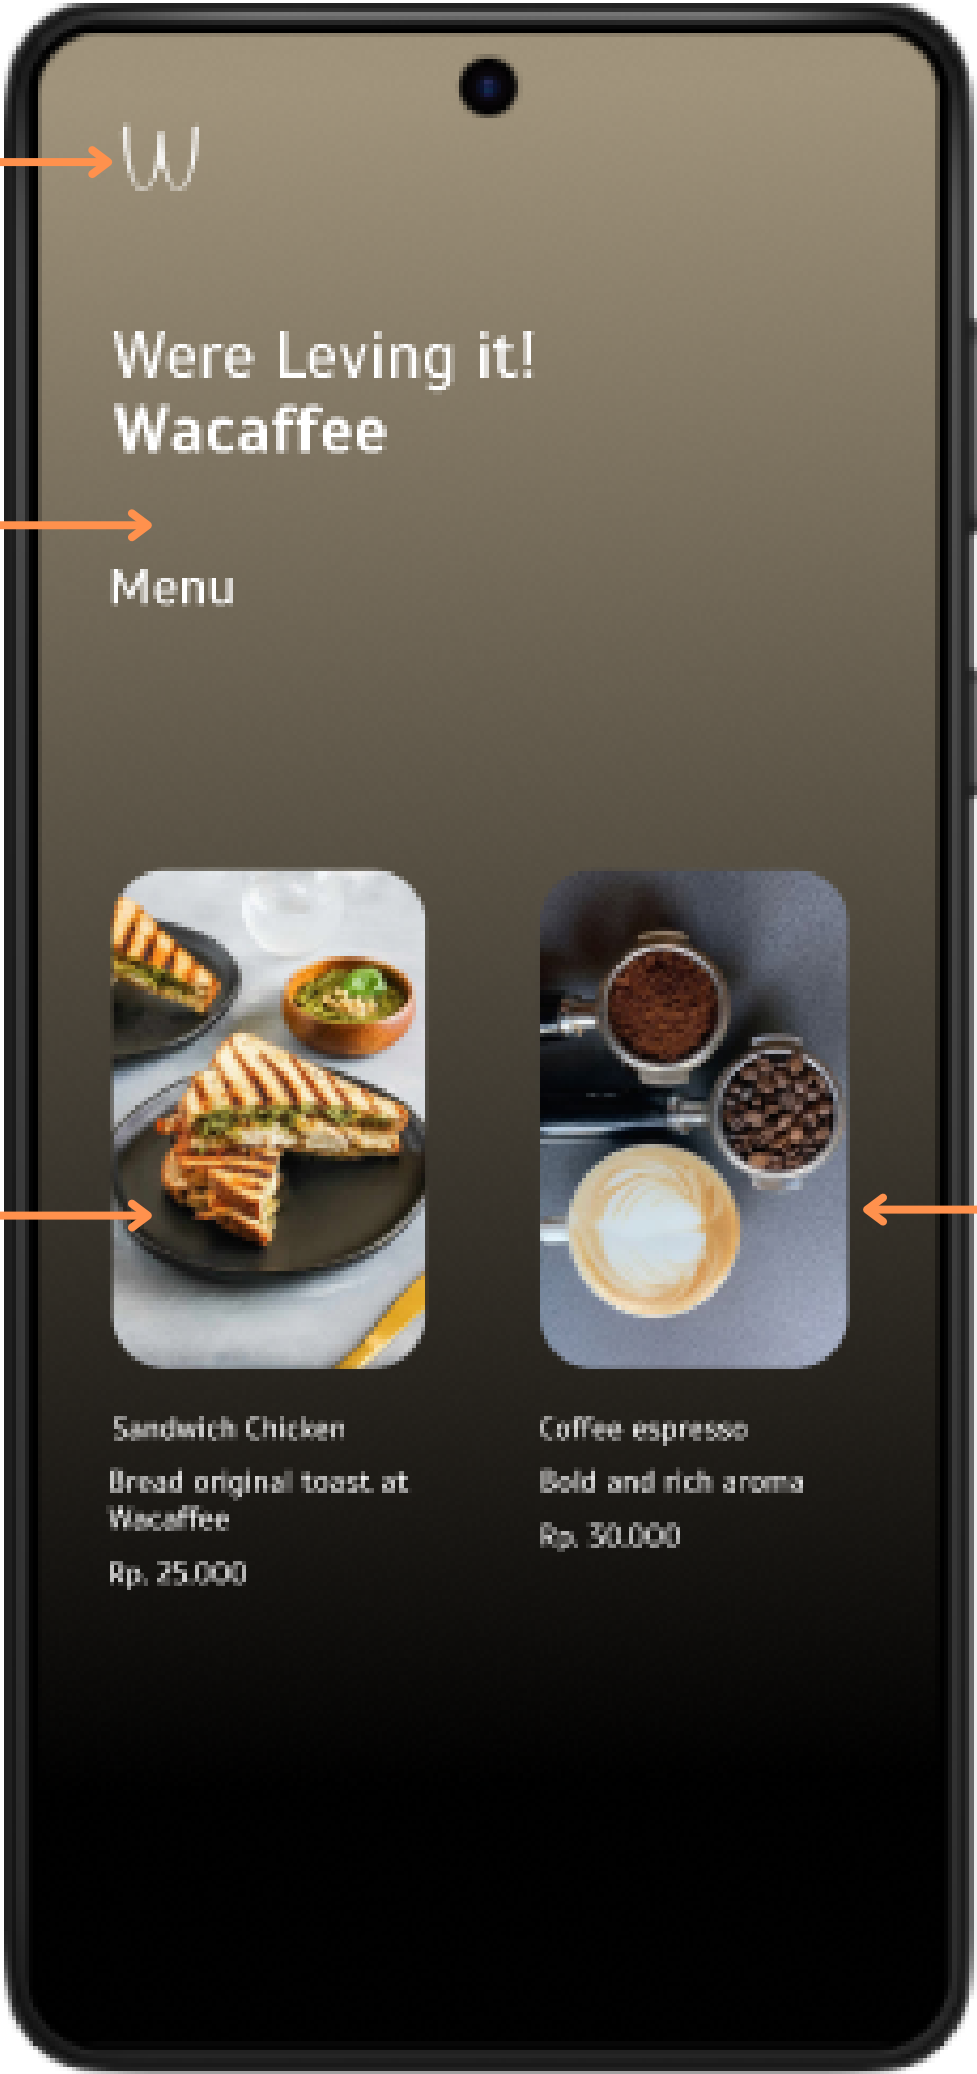 W
Were Leving it!
Wacaffee
Menu
Sandwich Chicken
Bread original toast at
Wacaffee
Rp. 25.000
Coffee espresso
Bold and rich aroma
Rp. 30.000